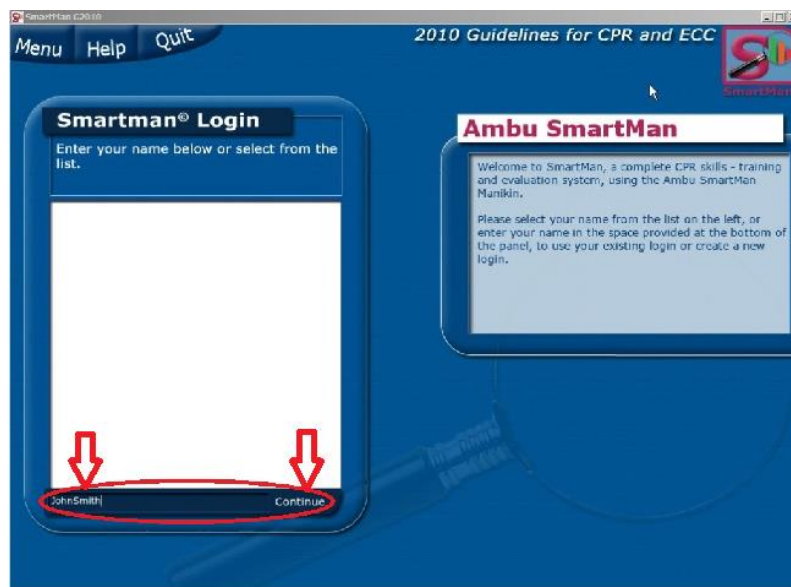 SmartMan G2010
Menu Help Quit
2010 Guidelines for CPR and ECC
SmartMan
Smartman® Login
Enter your name below or select from the
list.
JohnSmith
Continue
Ambu SmartMan
Welcome to SmartMan, a complete CPR skills - training
and evaluation system, using the Ambu SmartMan
Manikin.
Please select your name from the list on the left, or
enter your name in the space provided at the bottom of
the panel, to use your existing login or create a new
login.